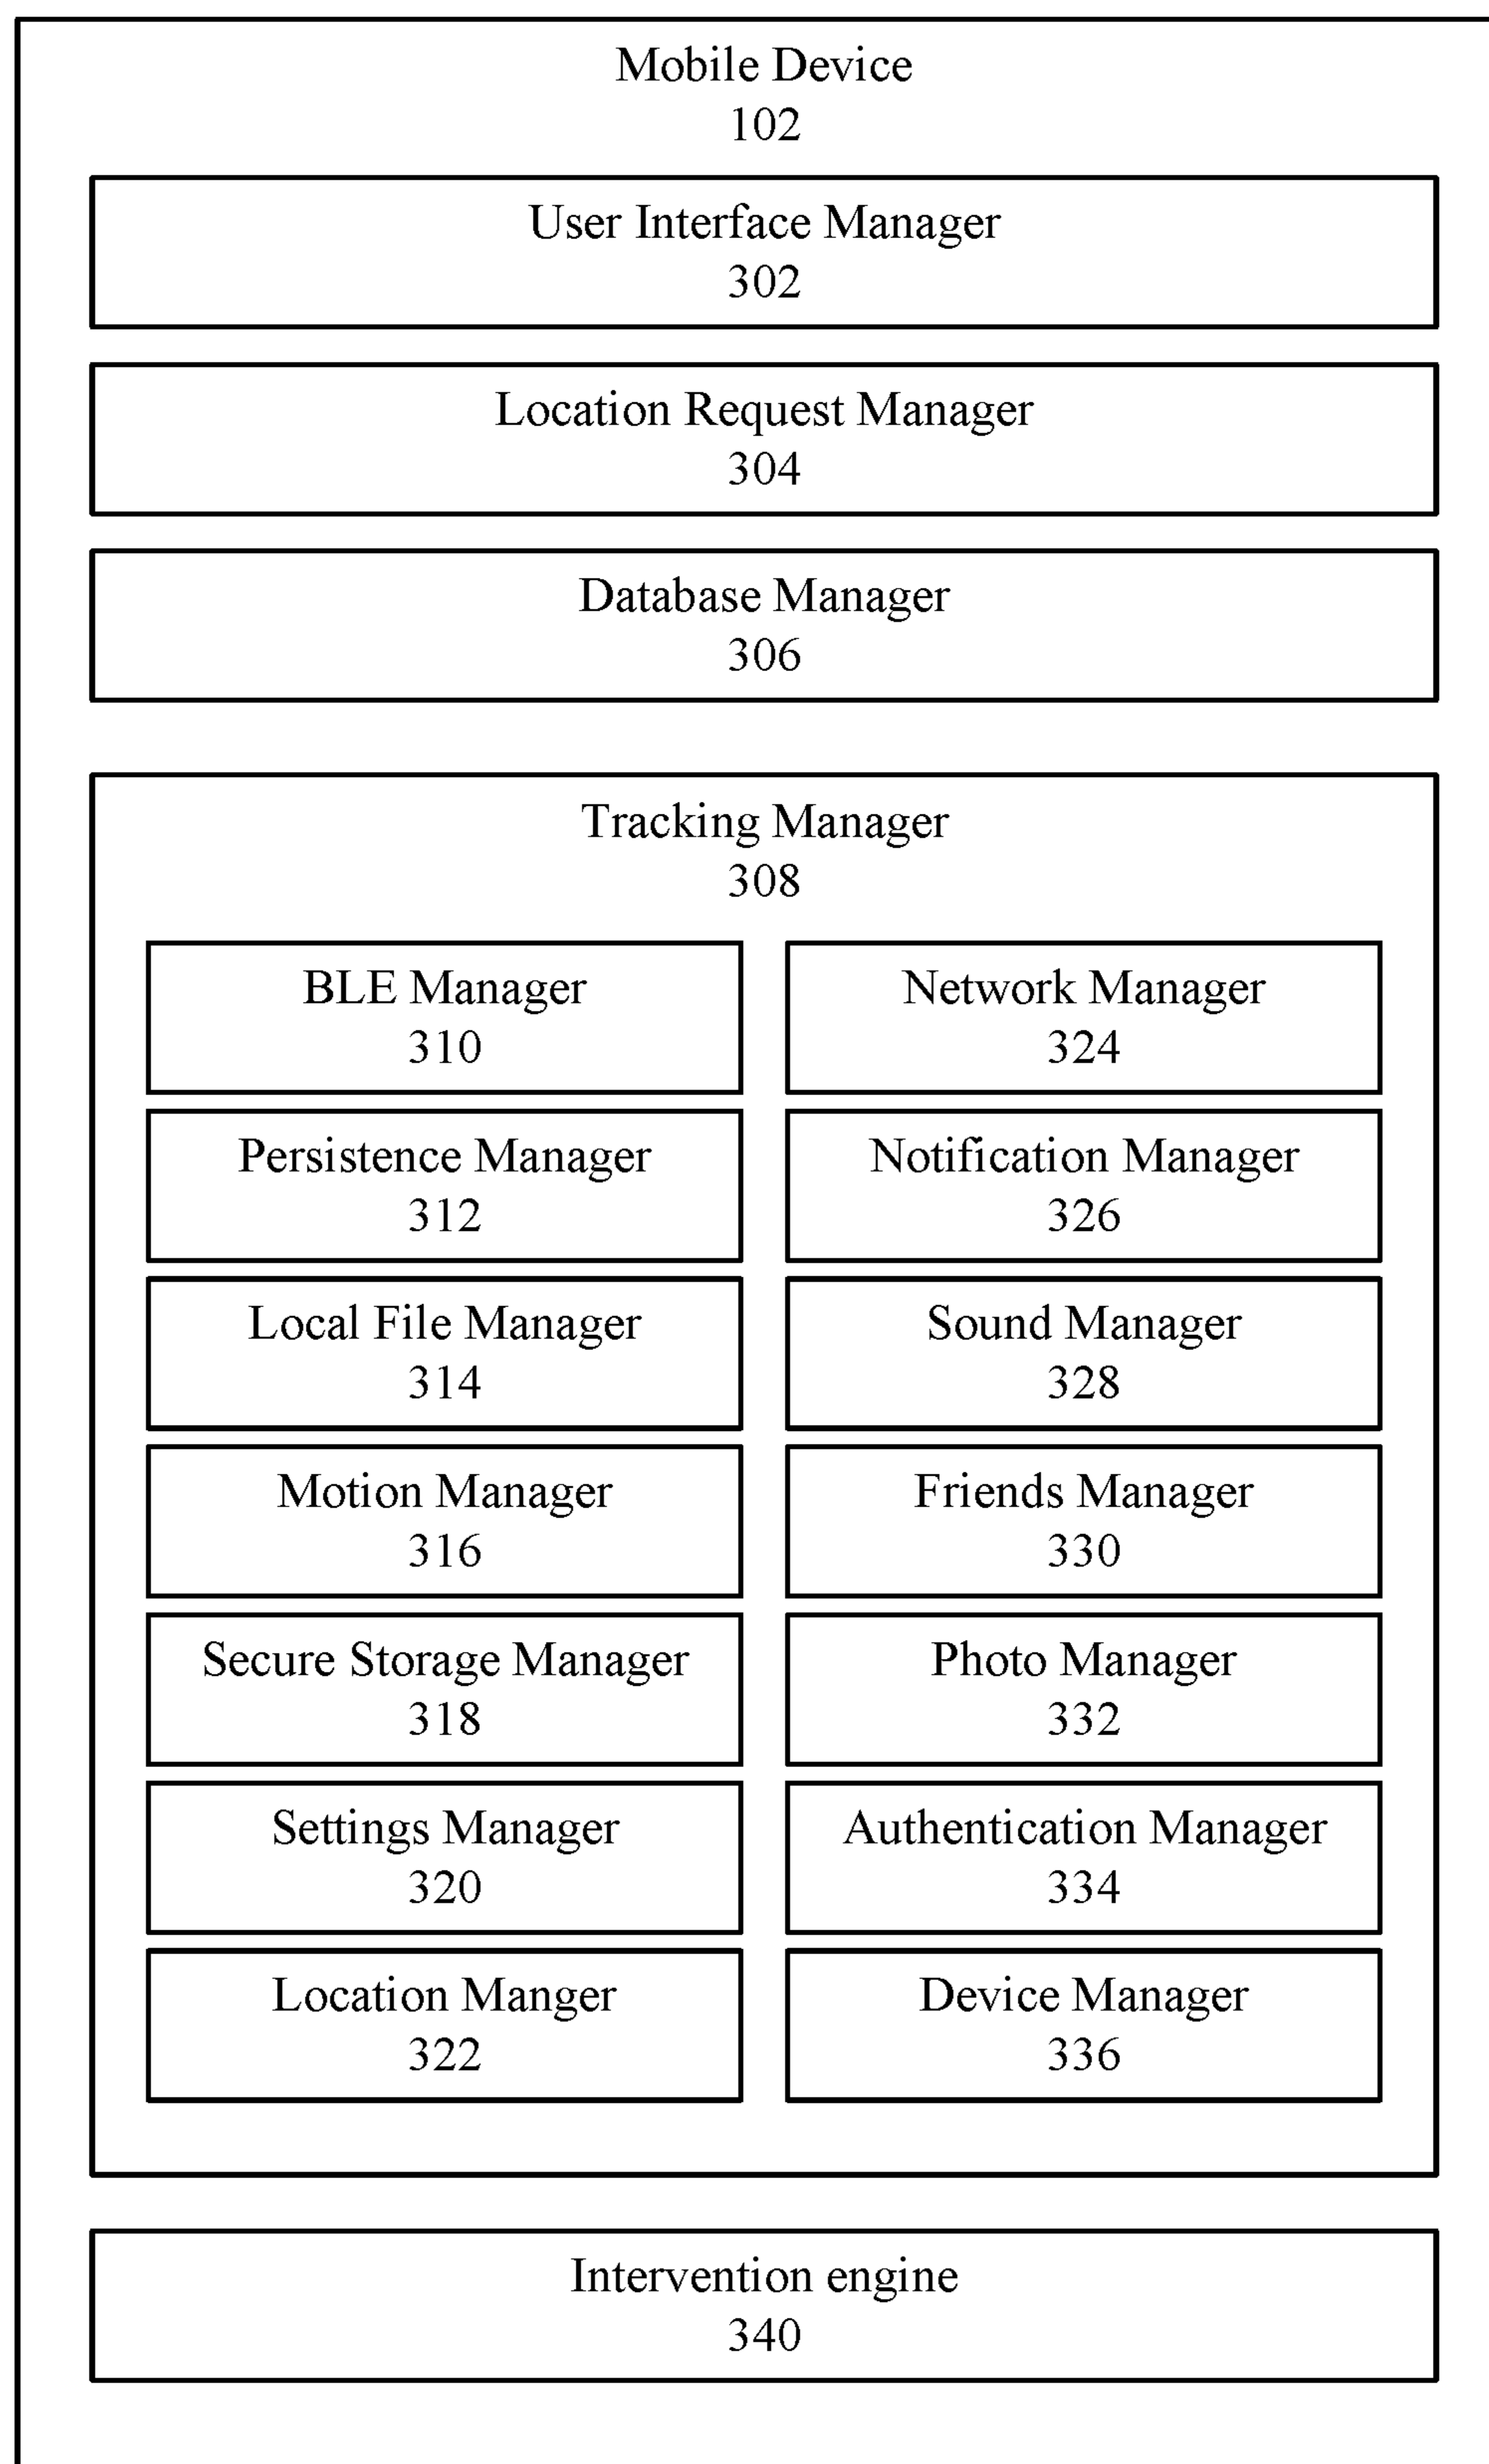 Mobile Device
102
User Interface Manager
302
Location Request Manager
304
Database Manager
306
Tracking Manager
308
BLE Manager
310
Persistence Manager
312
Local File Manager
314
Motion Manager
316
Secure Storage Manager
318
Settings Manager
320
Location Manger
322
Network Manager
324
Notification Manager
326
Sound Manager
328
Friends Manager
330
Photo Manager
332
Authentication Manager
334
Device Manager
336
Intervention engine
340